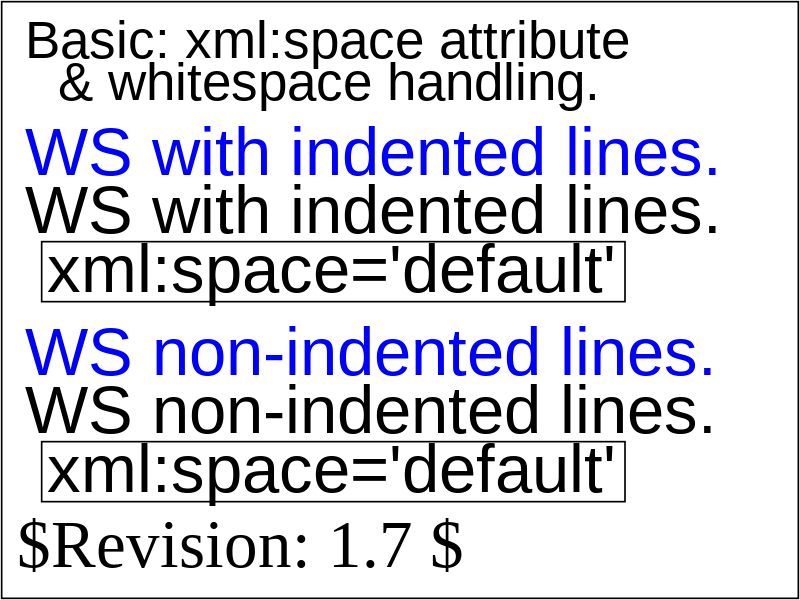 Basic: xml:space attribute
& whitespace handling.
WS with indented lines.
WS with indented lines.
xml:space='default'
WS non-indented lines.
WS non-indented lines.
xml:space='default'
$Revision: 1.7 $